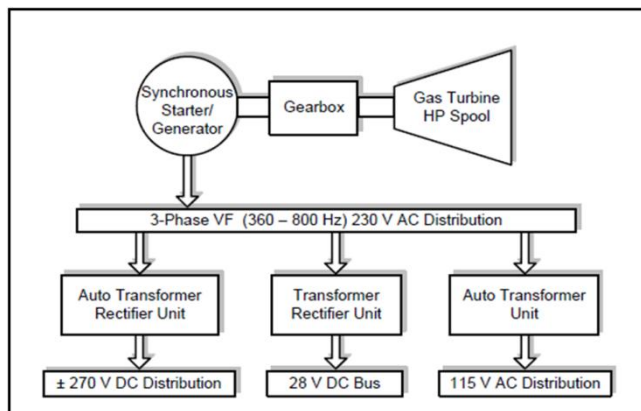 Synchronous
Starter/
Generator
Gearbox
Gas Turbine
HP Spool
3-Phase VF (360 – 800 Hz) 230 V AC Distribution
Auto Transformer
Rectifier Unit
Transformer
Rectifier Unit
Auto Transformer
Unit
± 270 V DC Distribution
28 V DC Bus
115 V AC Distribution